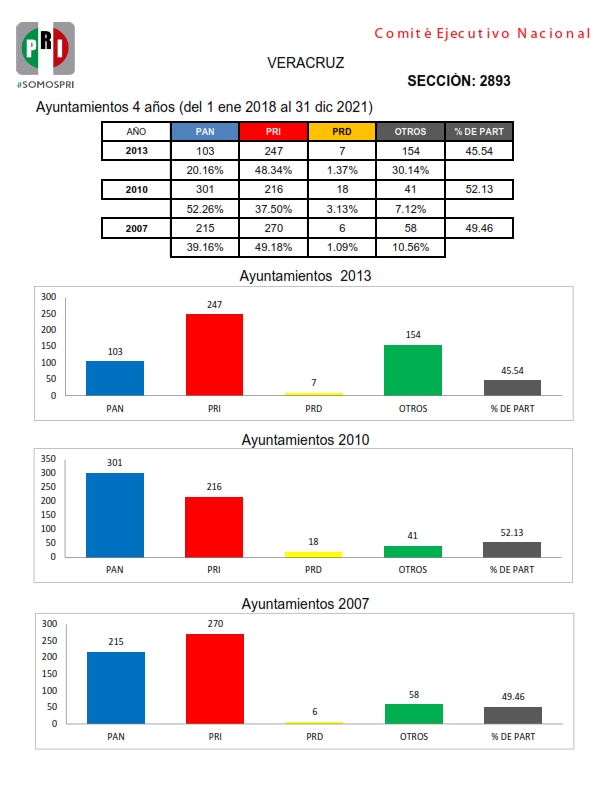 Comité Ejecutivo Nacional
PRI
#SOMOSPRI
VERACRUZ
SECCIÓN: 2893
Ayuntamientos 4 años (del 1 ene 2018 al 31 dic 2021)
AÑO PAN PRI PRD OTROS % DE PART
2013 103 247 7 154 45.54
20.16% 48.34% 1.37% 30.14%
2010 301 216 18 41 52.13
52.26% 37.50% 3.13% 7.12%
2007 215 270 6 58 49.46
39.16% 49.18% 1.09% 10.56%
Ayuntamientos 2013
300
250
200
150
100
50
0
103 247 7 154 45.54
PAN PRI PRD OTROS % DE PART
Ayuntamientos 2010
350
300
250
200
150
100
50
0
301 216 18 41 52.13
PAN PRI PRD OTROS % DE PART
Ayuntamientos 2007
300
250
200
150
100
50
0
215 270 6 58 49.46
PAN PRI PRD OTROS % DE PART